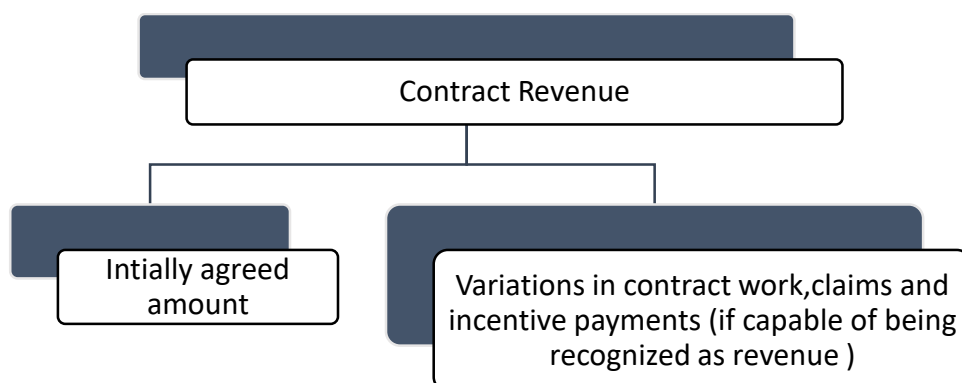 Contract Revenue
Intially agreed
amount
Variations in contract work,claims and
incentive payments (if capable of being
recognized as revenue )